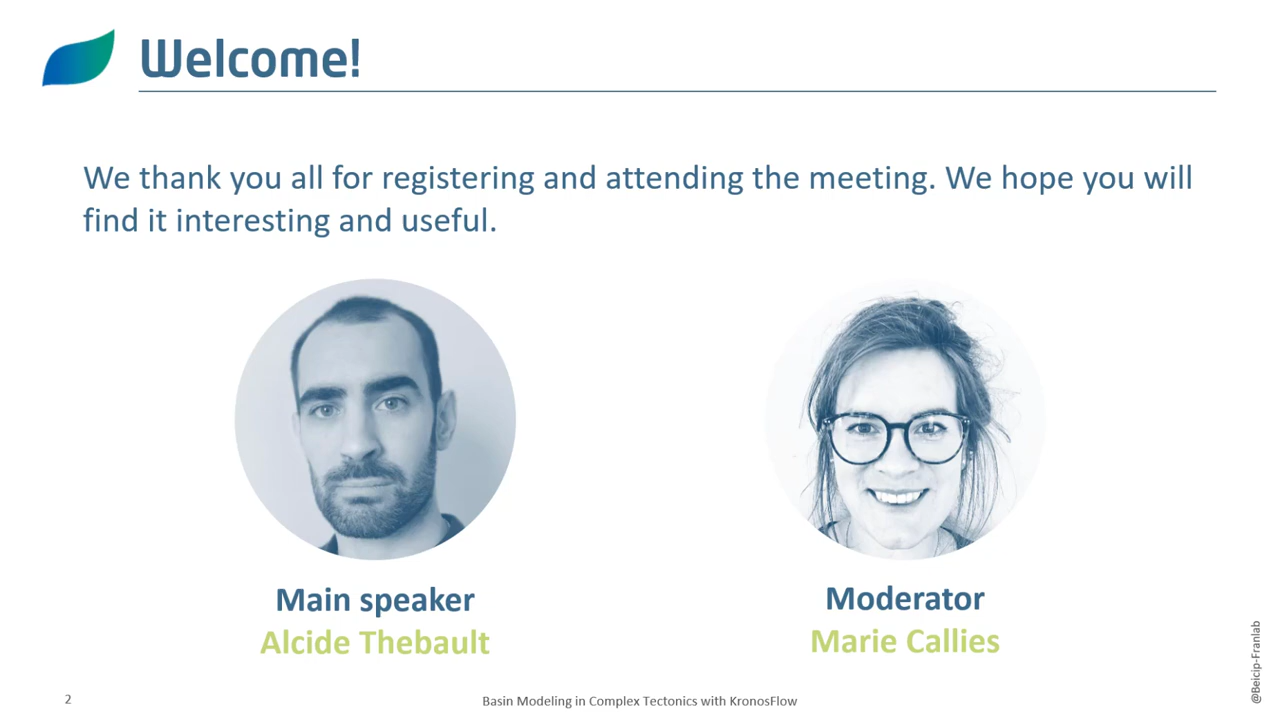 Welcome!
We thank you all for registering and attending the meeting. We hope you will
find it interesting and useful.
Main speaker
Alcide Thebault
Moderator
Marie Callies
@Beicip-Franlab
2
Basin Modeling in Complex Tectonics with KronosFlow